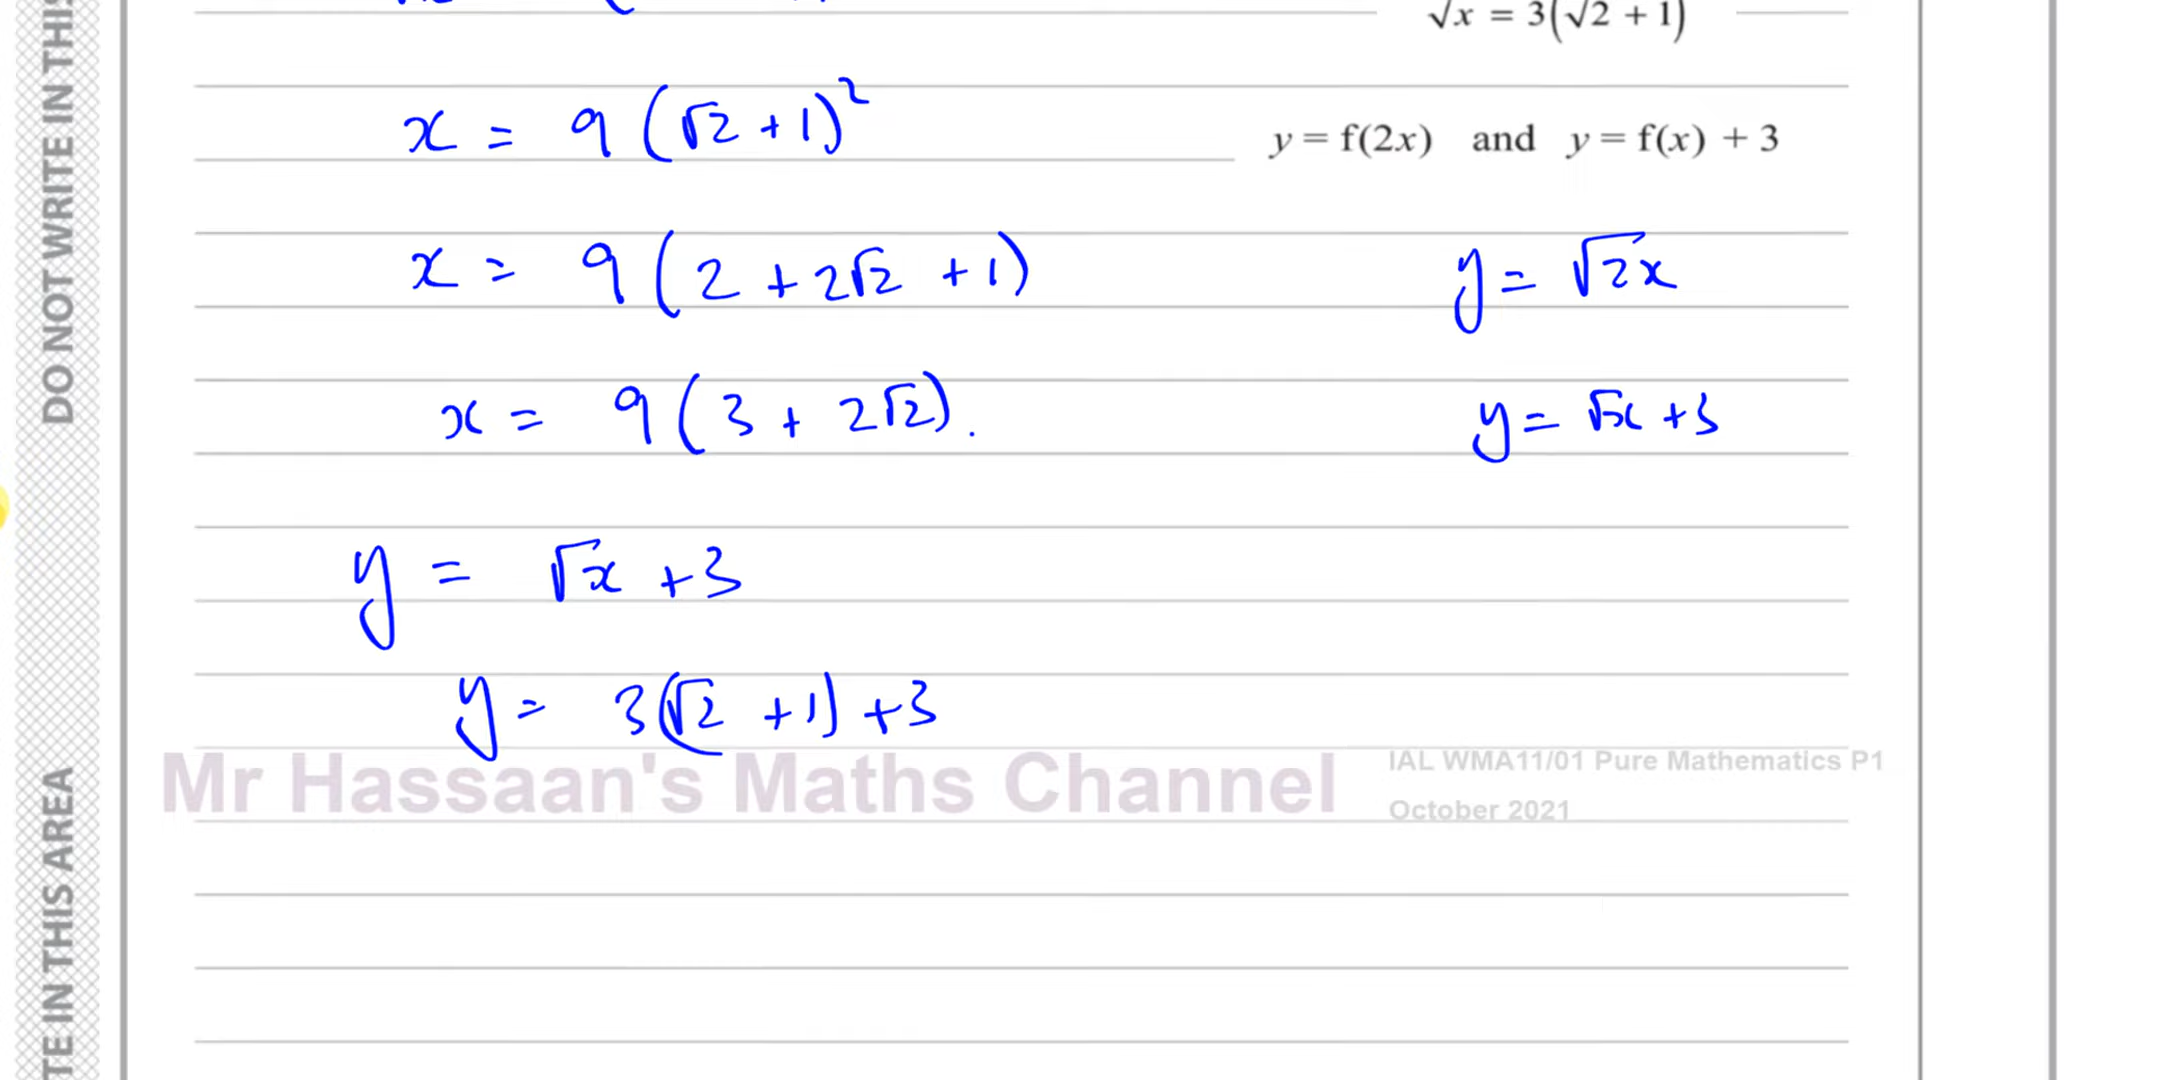 √x = 3(√2 + 1)
x = 9(√2 + 1)²
y = f(2x) and y = f(x) + 3
x = 9(2 + 2√2 + 1)
y = √2x
x = 9(3 + 2√2).
y = √x + 3
y = √x + 3
y = 3(√2 + 1) + 3
Mr Hassaan's Maths Channel
IAL WMA11/01 Pure Mathematics P1
October 2021
DO NOT WRITE IN THIS
TE IN THIS AREA